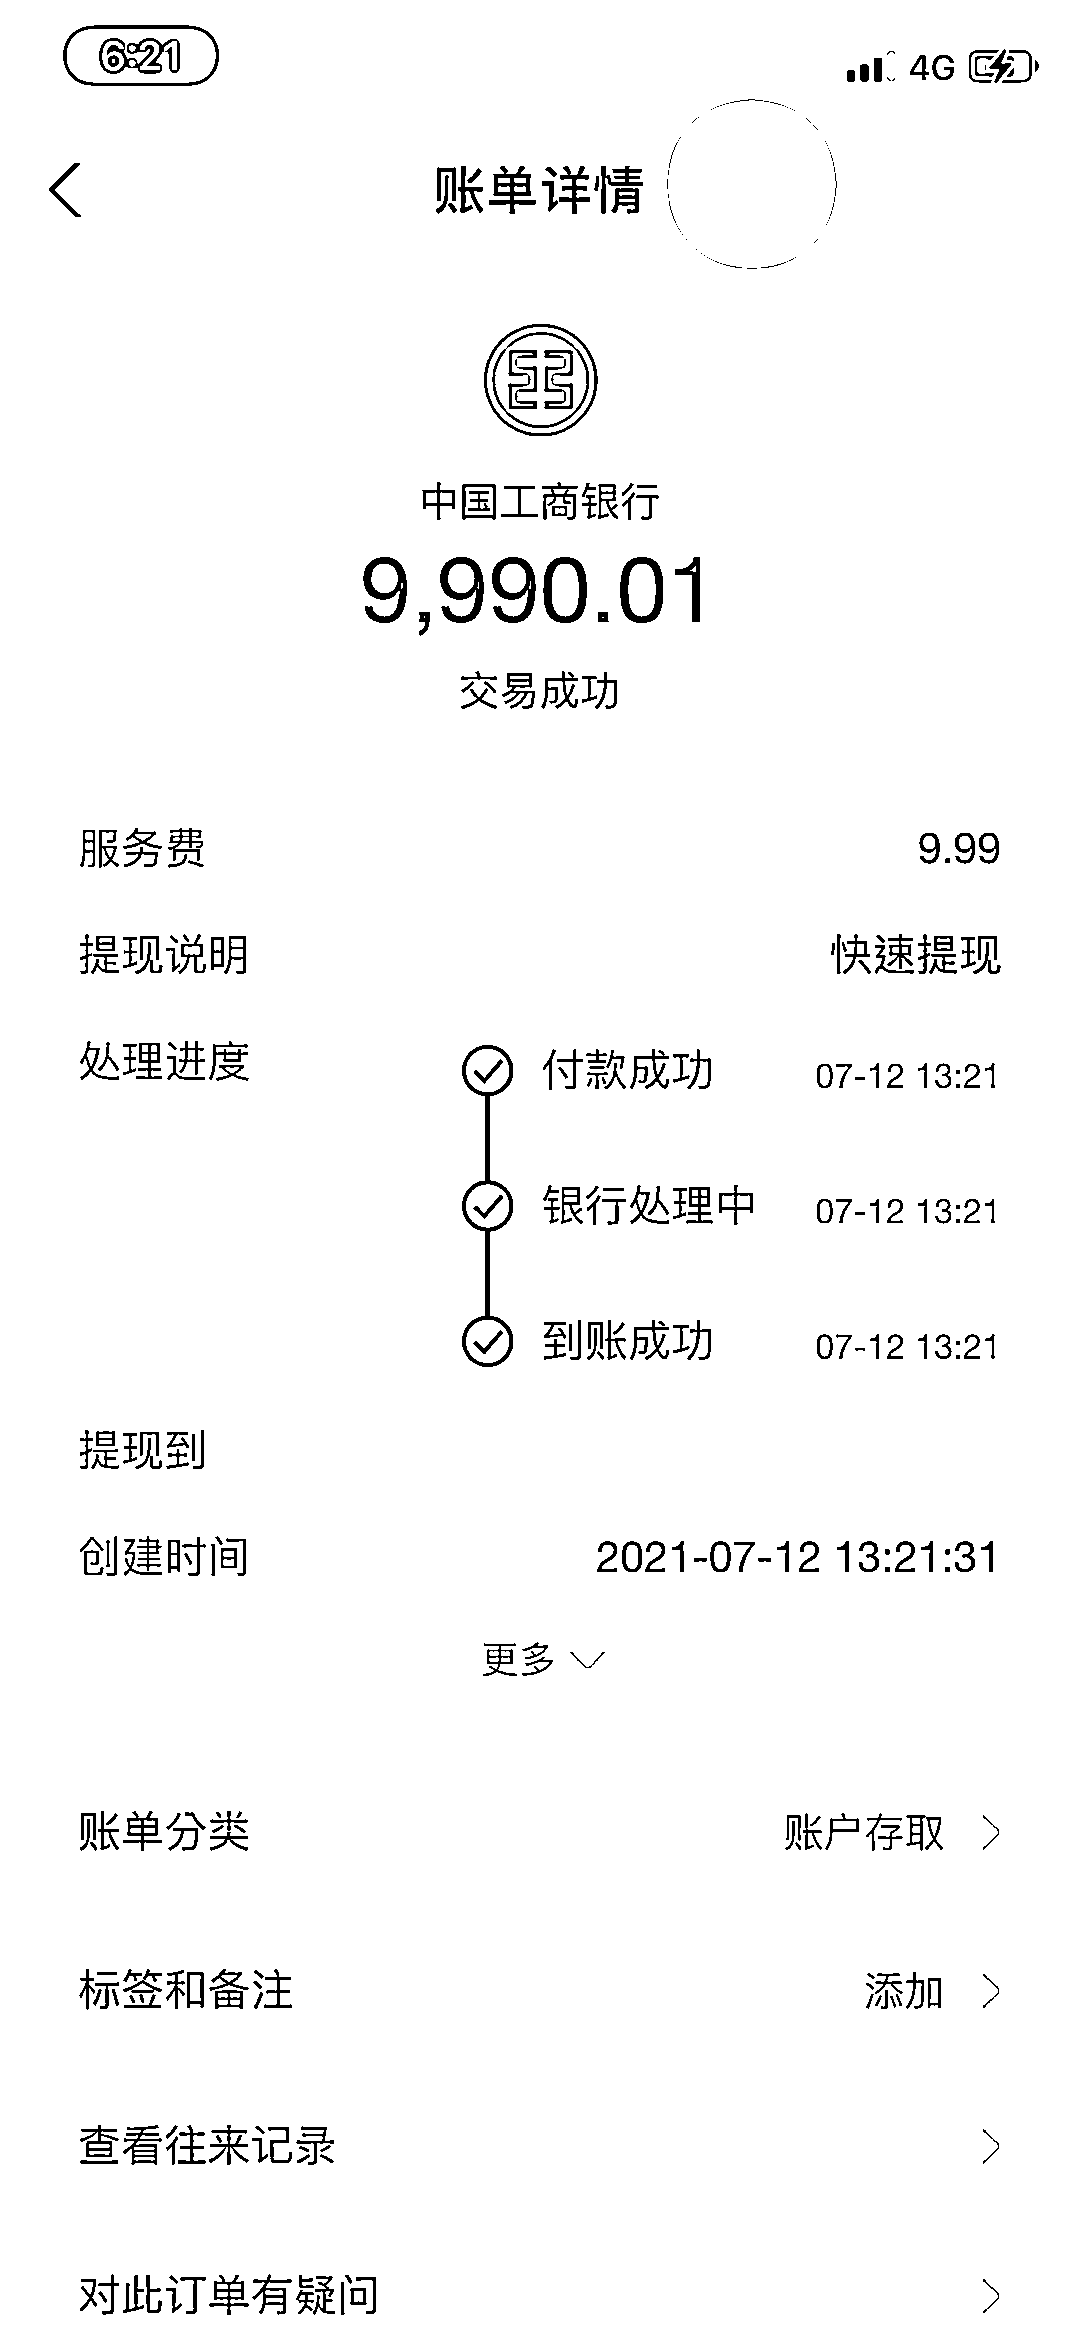 6:21
4G
账单详情
中国工商银行
9,990.01
交易成功
服务费 9.99
提现说明 快速提现
处理进度 付款成功 07-12 13:21
银行处理中 07-12 13:21
到账成功 07-12 13:21
提现到
创建时间 2021-07-12 13:21:31
更多
账单分类 账户存取
标签和备注 添加
查看往来记录
对此订单有疑问